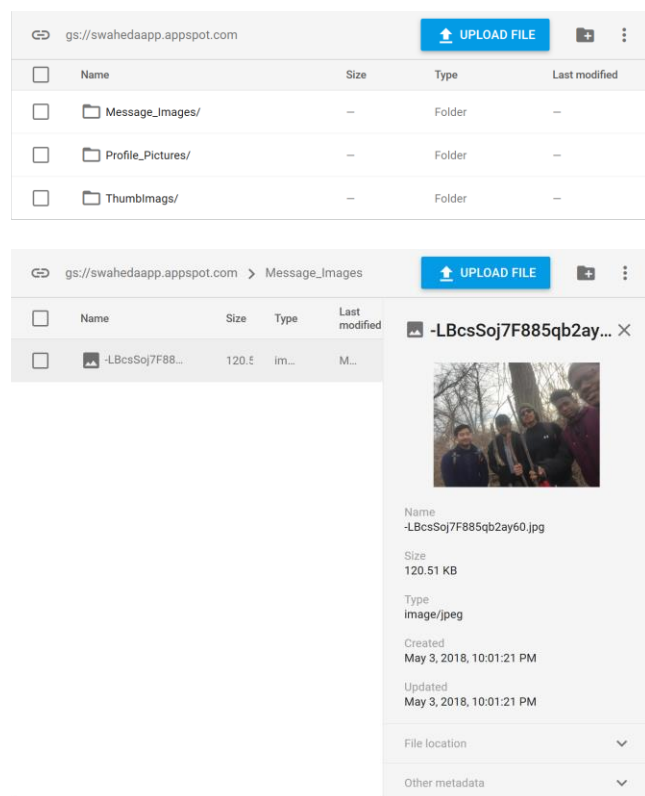 gs://swahedaapp.appspot.com UPLOAD FILE
Name Size Type Last modified
Message_Images/ — Folder —
Profile_Pictures/ — Folder —
ThumbImags/ — Folder —
gs://swahedaapp.appspot.com > Message_Images UPLOAD FILE
Name Size Type Last modified
-LBcsSoj7F88... 120.5 im... M...
-LBcsSoj7F885qb2ay...
Name
-LBcsSoj7F885qb2ay60.jpg
Size
120.51 KB
Type
image/jpeg
Created
May 3, 2018, 10:01:21 PM
Updated
May 3, 2018, 10:01:21 PM
File location
Other metadata